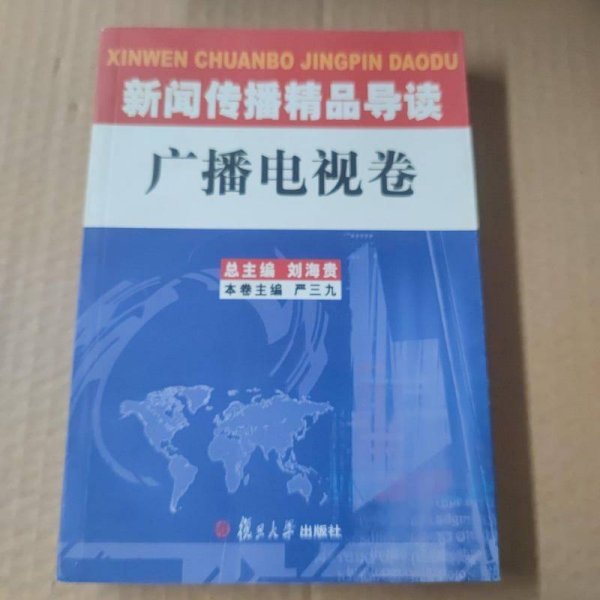 XINWEN CHUANBO JINGPIN DAODU
新闻传播精品导读
广播电视卷
总主编 刘海贵
本卷主编 严三九
復旦大學 出版社